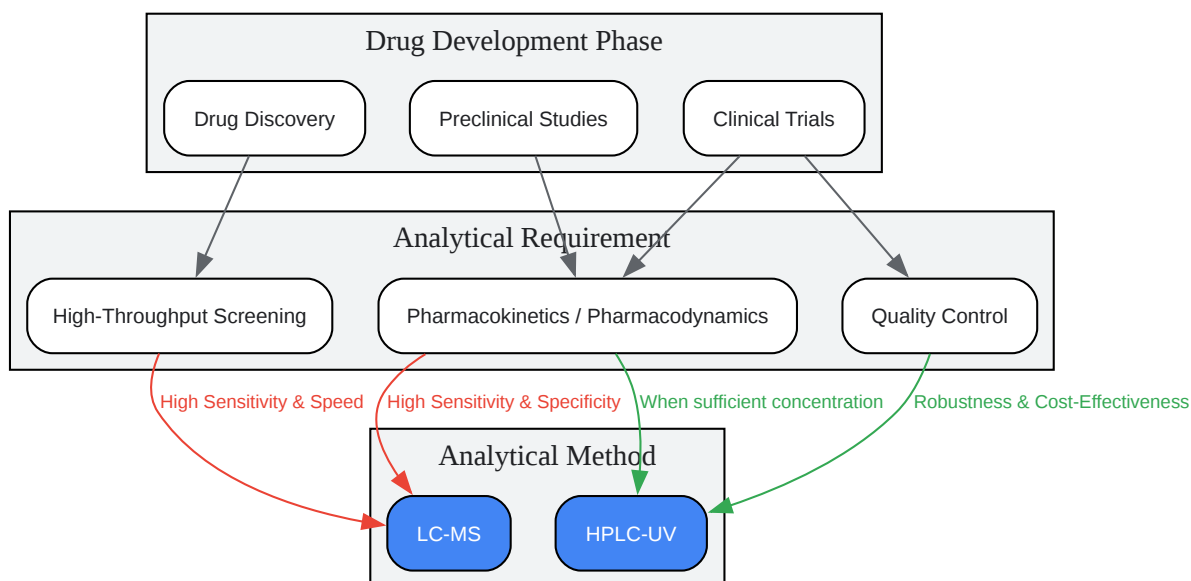 Drug Development Phase
Drug Discovery
Preclinical Studies
Clinical Trials
Analytical Requirement
High-Throughput Screening
Pharmacokinetics / Pharmacodynamics
Quality Control
High Sensitivity & Speed
High Sensitivity & Specificity
When sufficient concentration
Robustness & Cost-Effectiveness
Analytical Method
LC-MS
HPLC-UV